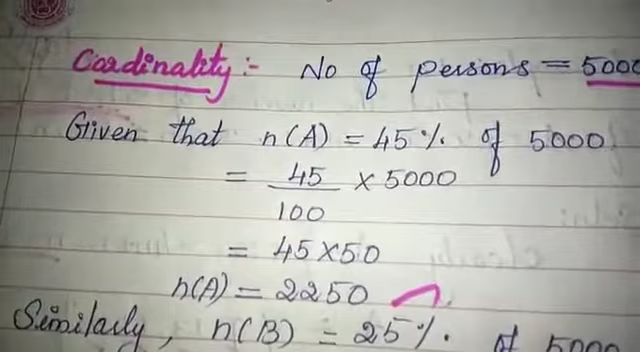 Cardinality:- No of persons = 5000
Given that n(A) = 45% of 5000
= 45/100 × 5000
= 45×50
n(A) = 2250
Similarly, n(B) = 25% of 5000